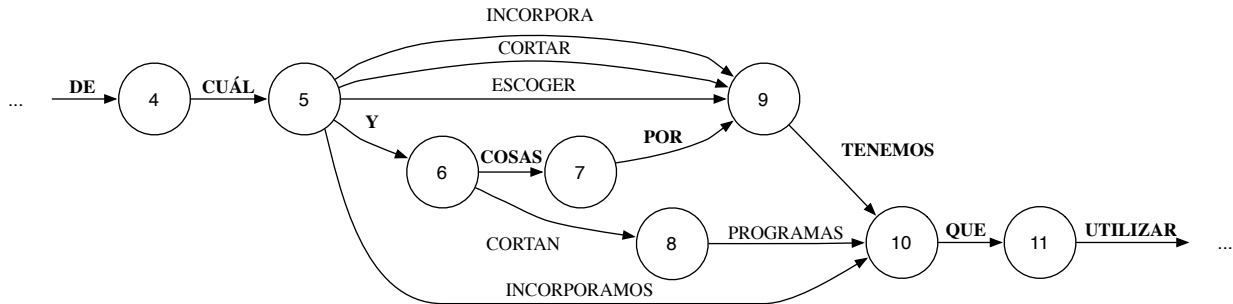 INCORPORA
CORTAR
ESCOGER
... DE 4 CUÁL 5 9 ...
Y
COSAS POR TENEMOS
6 7
CORTAN 8 PROGRAMAS 10 QUE 11 UTILIZAR
INCORPORAMOS